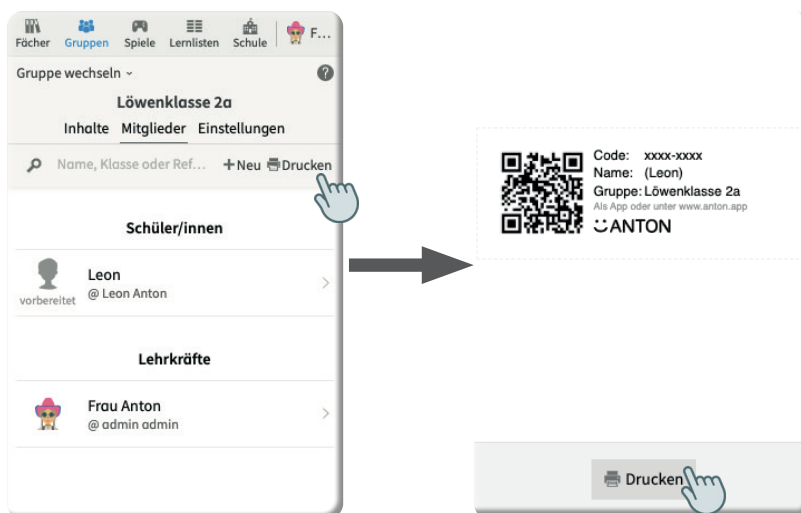 Fächer Gruppen Spiele Lernlisten Schule F...
Gruppe wechseln
?
Löwenklasse 2a
Inhalte Mitglieder Einstellungen
Name, Klasse oder Ref... +Neu Drucken
Schüler/innen
Leon
@ Leon Anton
vorbereitet
Lehrkräfte
Frau Anton
@ admin admin
Code: xxxx-xxxx
Name: (Leon)
Gruppe: Löwenklasse 2a
Als App oder unter www.anton.app
ANTON
Drucken